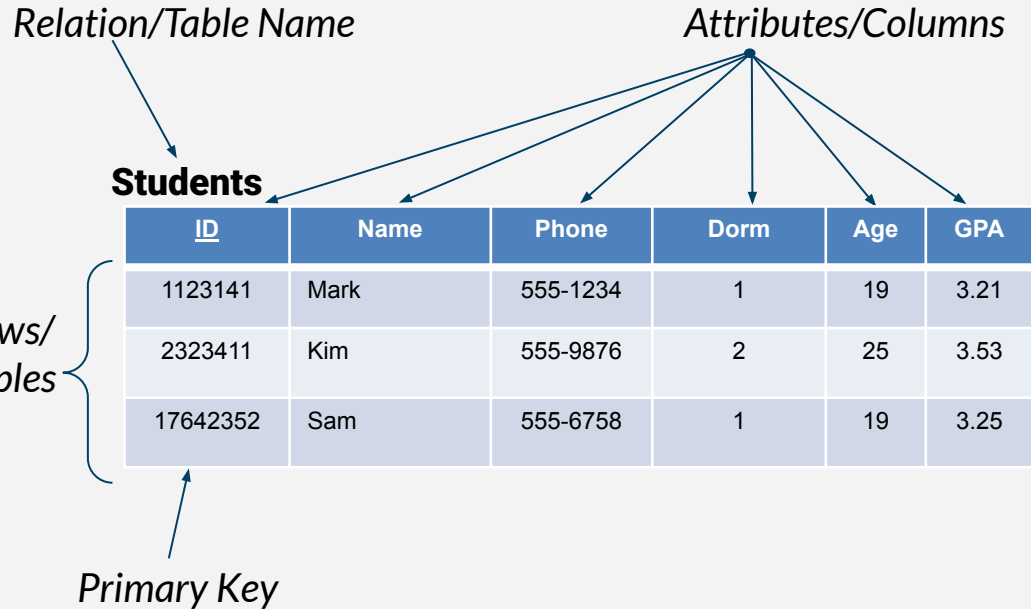 Relation/Table Name
Attributes/Columns
Students
ID Name Phone Dorm Age GPA
1123141 Mark 555-1234 1 19 3.21
2323411 Kim 555-9876 2 25 3.53
17642352 Sam 555-6758 1 19 3.25
ws/
ples
Primary Key